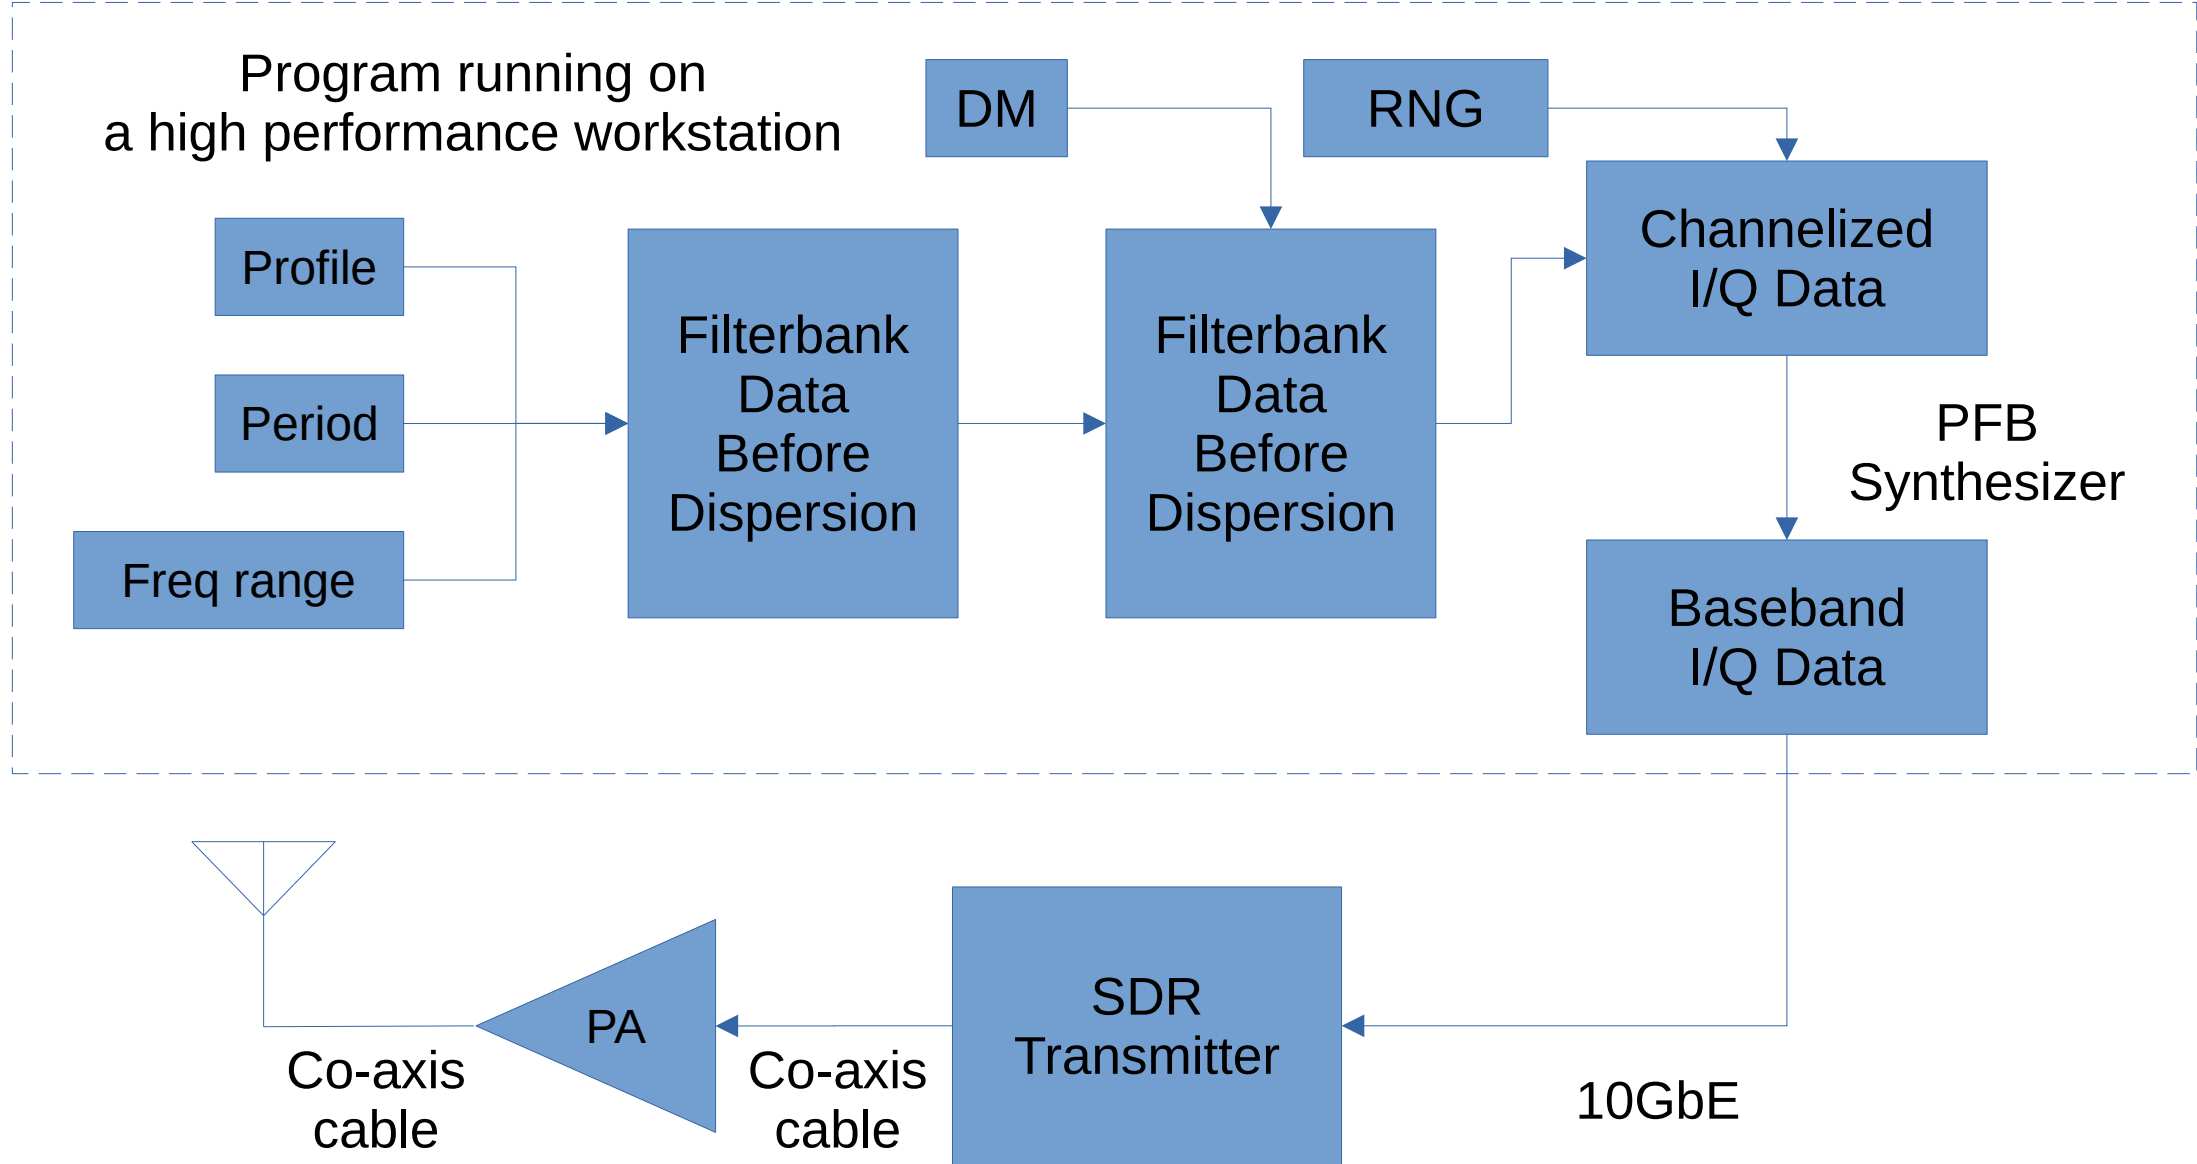 Program running on
a high performance workstation
DM
RNG
Profile
Period
Freq range
Filterbank
Data
Before
Dispersion
Filterbank
Data
Before
Dispersion
Channelized
I/Q Data
PFB
Synthesizer
Baseband
I/Q Data
10GbE
SDR
Transmitter
Co-axis
cable
PA
Co-axis
cable